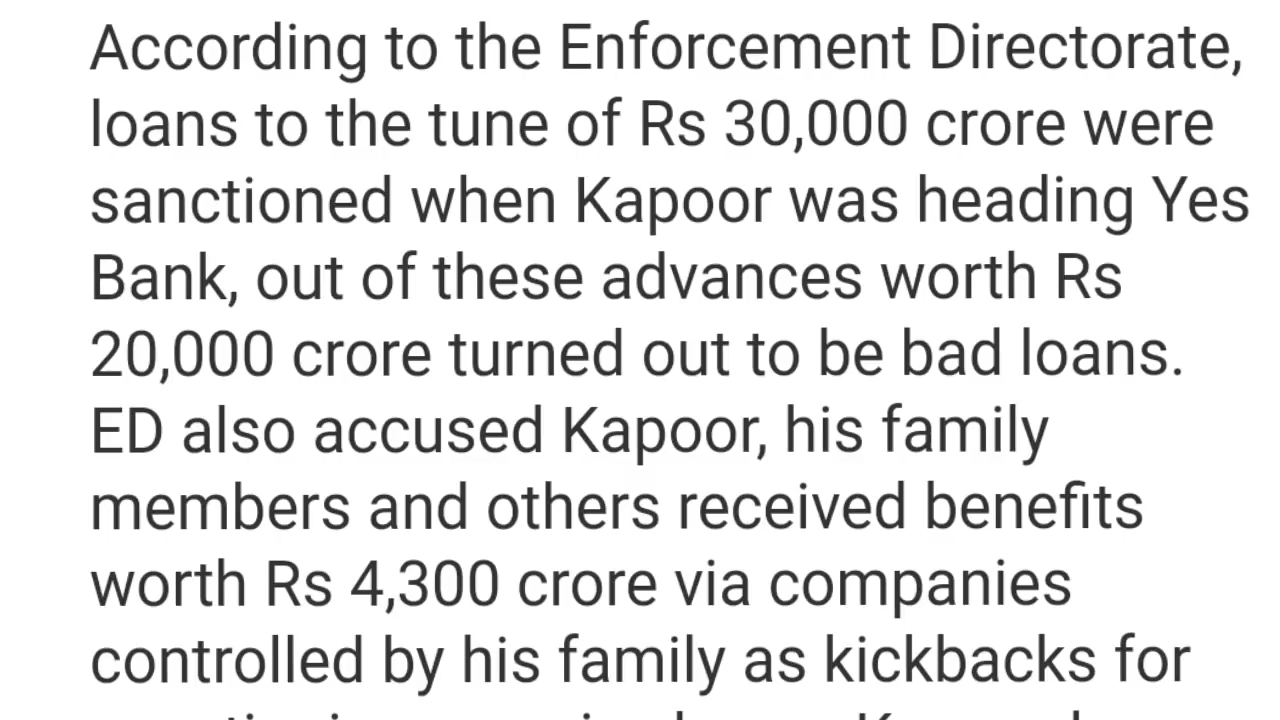 According to the Enforcement Directorate,
loans to the tune of Rs 30,000 crore were
sanctioned when Kapoor was heading Yes
Bank, out of these advances worth Rs
20,000 crore turned out to be bad loans.
ED also accused Kapoor, his family
members and others received benefits
worth Rs 4,300 crore via companies
controlled by his family as kickbacks for